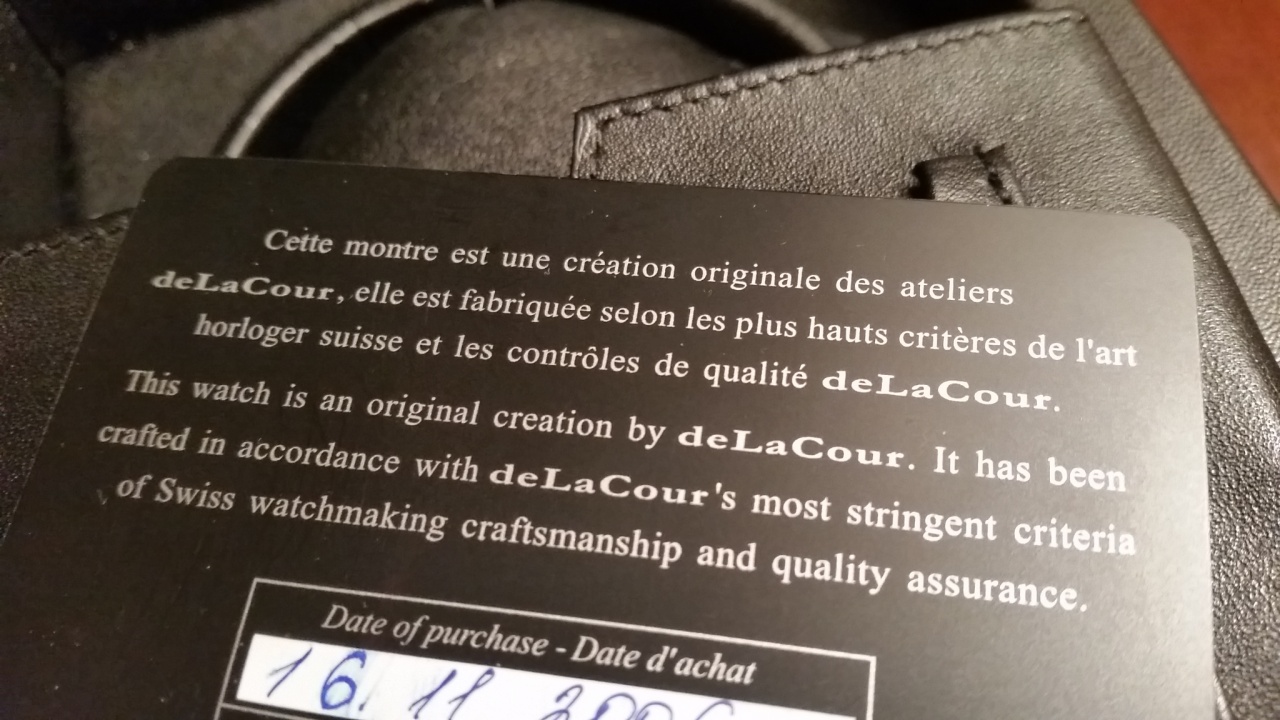 Cette montre est une création originale des ateliers
deLaCour, elle est fabriquée selon les plus hauts critères de l'art
horloger suisse et les contrôles de qualité deLaCour.
This watch is an original creation by deLaCour. It has been
crafted in accordance with deLaCour's most stringent criteria
of Swiss watchmaking craftsmanship and quality assurance.
Date of purchase - Date d'achat
16. 11